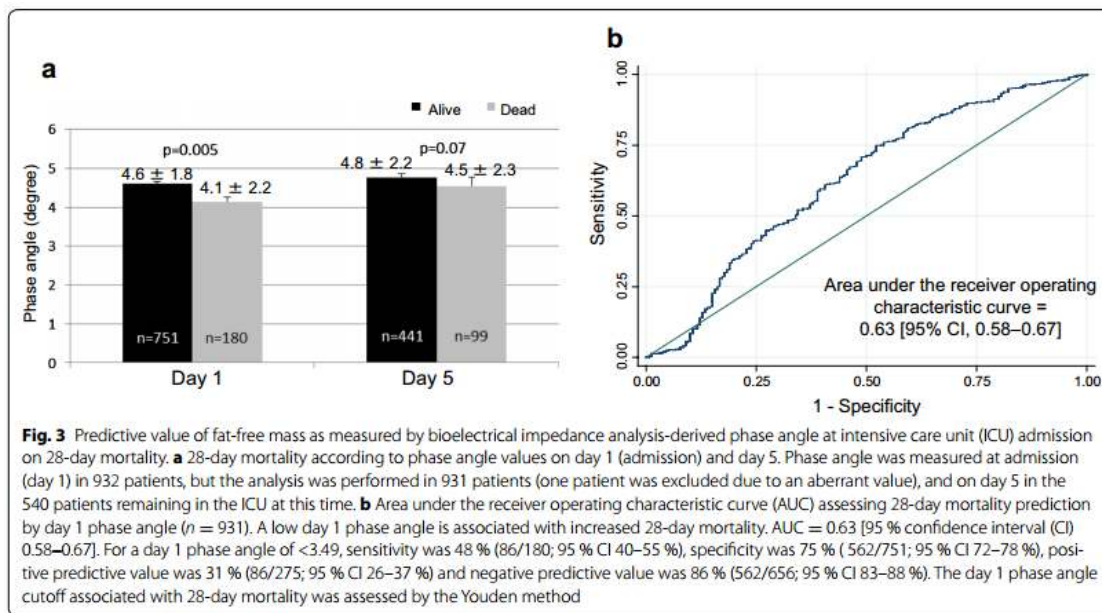 a
Alive Dead
6
5
4
3
2
1
0
Phase angle (degree)
p=0.005
4.6 ± 1.8
4.1 ± 2.2
n=751
n=180
Day 1
p=0.07
4.8 ± 2.2
4.5 ± 2.3
n=441
n=99
Day 5
b
1.00
0.75
0.50
0.25
0.00
Sensitivity
Area under the receiver operating
characteristic curve =
0.63 [95% CI, 0.58–0.67]
0.00 0.25 0.50 0.75 1.00
1 - Specificity
Fig. 3 Predictive value of fat-free mass as measured by bioelectrical impedance analysis-derived phase angle at intensive care unit (ICU) admission
on 28-day mortality. a 28-day mortality according to phase angle values on day 1 (admission) and day 5. Phase angle was measured at admission
(day 1) in 932 patients, but the analysis was performed in 931 patients (one patient was excluded due to an aberrant value), and on day 5 in the
540 patients remaining in the ICU at this time. b Area under the receiver operating characteristic curve (AUC) assessing 28-day mortality prediction
by day 1 phase angle (n = 931). A low day 1 phase angle is associated with increased 28-day mortality. AUC = 0.63 [95 % confidence interval (CI)
0.58–0.67]. For a day 1 phase angle of <3.49, sensitivity was 48 % (86/180; 95 % CI 40–55 %), specificity was 75 % ( 562/751; 95 % CI 72–78 %), posi-
tive predictive value was 31 % (86/275; 95 % CI 26–37 %) and negative predictive value was 86 % (562/656; 95 % CI 83–88 %). The day 1 phase angle
cutoff associated with 28-day mortality was assessed by the Youden method